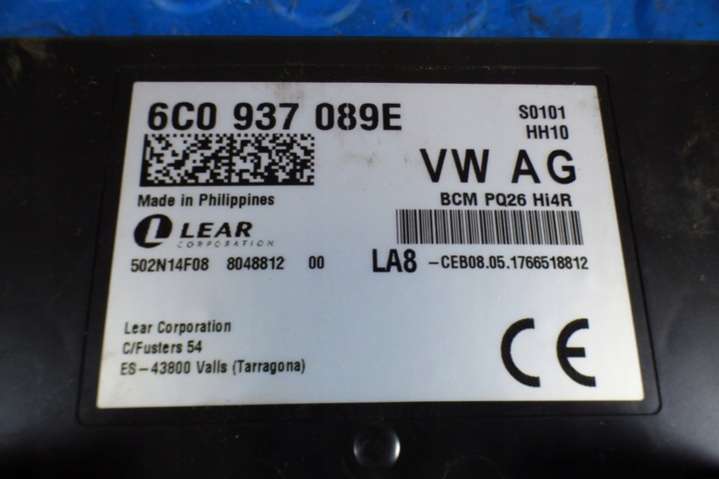 6C0 937 089E
S0101
HH10
VW AG
Made in Philippines
BCM PQ26 Hi4R
LEAR
CORPORATION
502N14F08 8048812 00
LA8 -CEB08.05.1766518812
Lear Corporation
C/Fusters 54
ES-43800 Valls (Tarragona)
CE